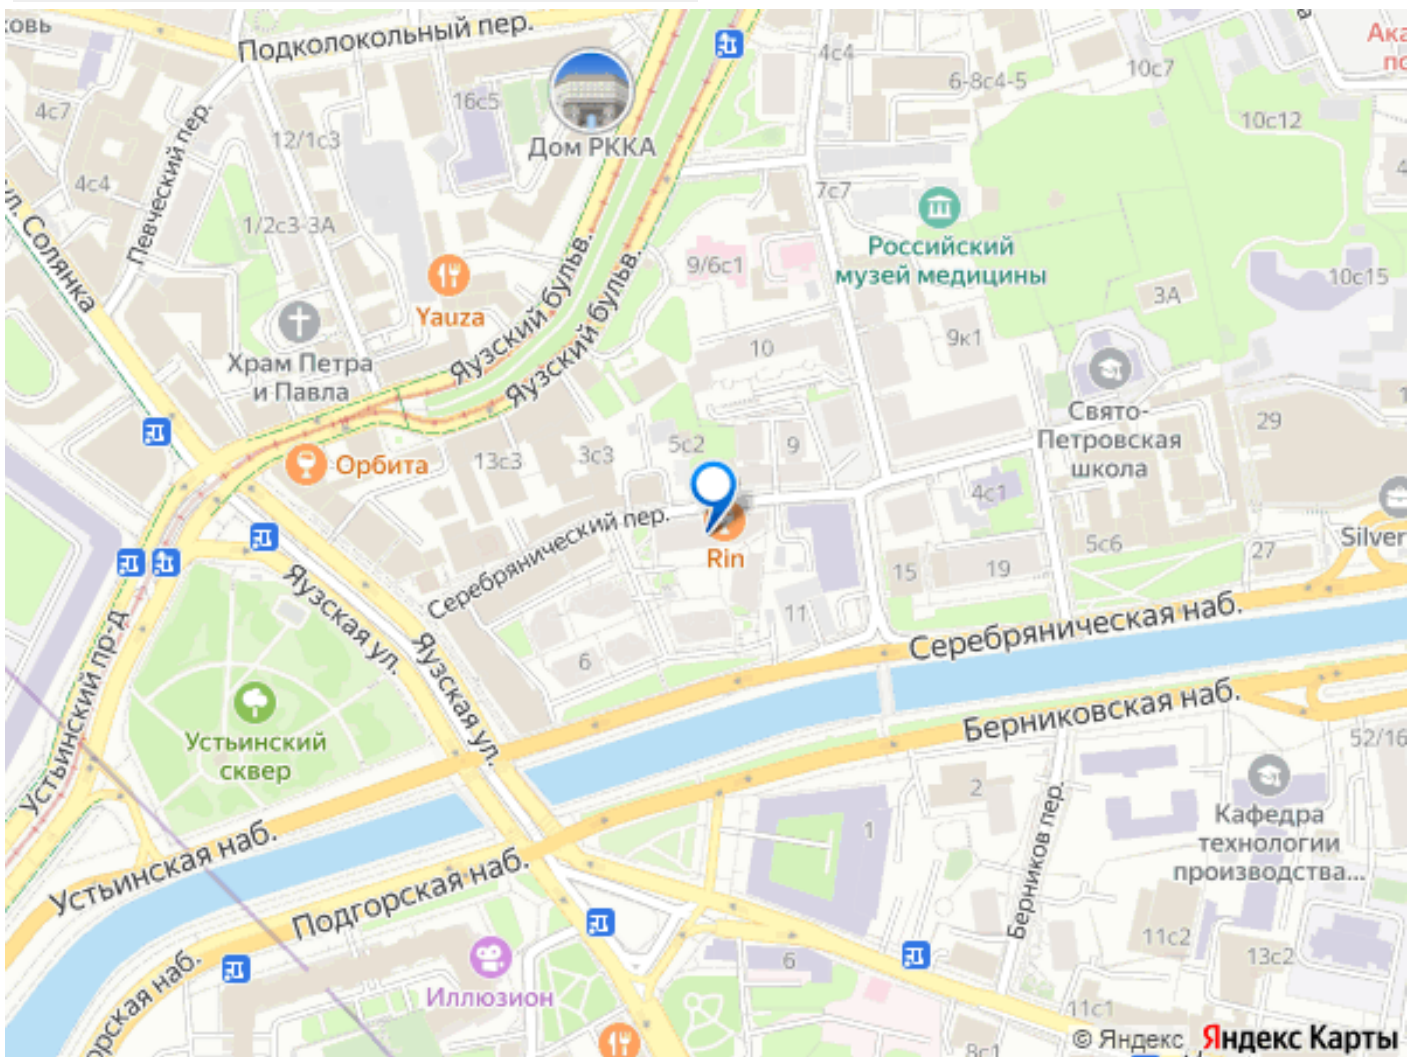 ковь
Подколокольный пер.
4с4
6-8с4-5
10с7
4с7
16с5
12/1с3
Дом РККА
10с12
Певческий пер.
4с4
7с7
ул. Солянка
1/2с3-3А
Яузский бульв.
Яузский бульв.
9/6с1
Российский
музей медицины
3А
10с15
Yauza
Храм Петра
и Павла
10
9к1
Свято-
Петровская
школа
29
Орбита
13с3
3с3
5с2
9
4с1
Серебрянический пер.
Rin
5с6
27
Silver
15
19
11
6
Серебряническая наб.
Яузская ул.
Яузская ул.
Устьинский пр-д
Устьинский
сквер
Берниковская наб.
52/16
2
1
Кафедра
технологии
производства...
Устьинская наб.
Подгорская наб.
Берников пер.
11с2
13с2
6
Иллюзион
орская наб.
11с1
8с1
© Яндекс Яндекс Карты